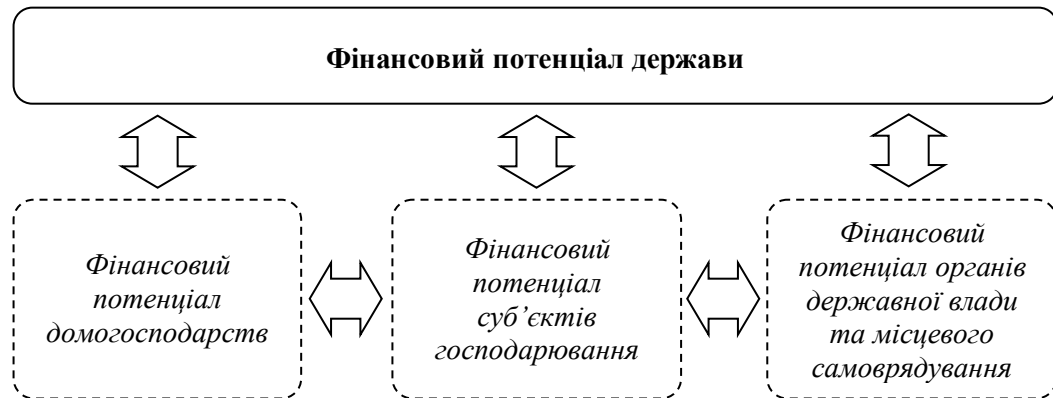 Фінансовий потенціал держави
Фінансовий
потенціал
домогосподарств
Фінансовий
потенціал
суб’єктів
господарювання
Фінансовий
потенціал органів
державної влади
та місцевого
самоврядування